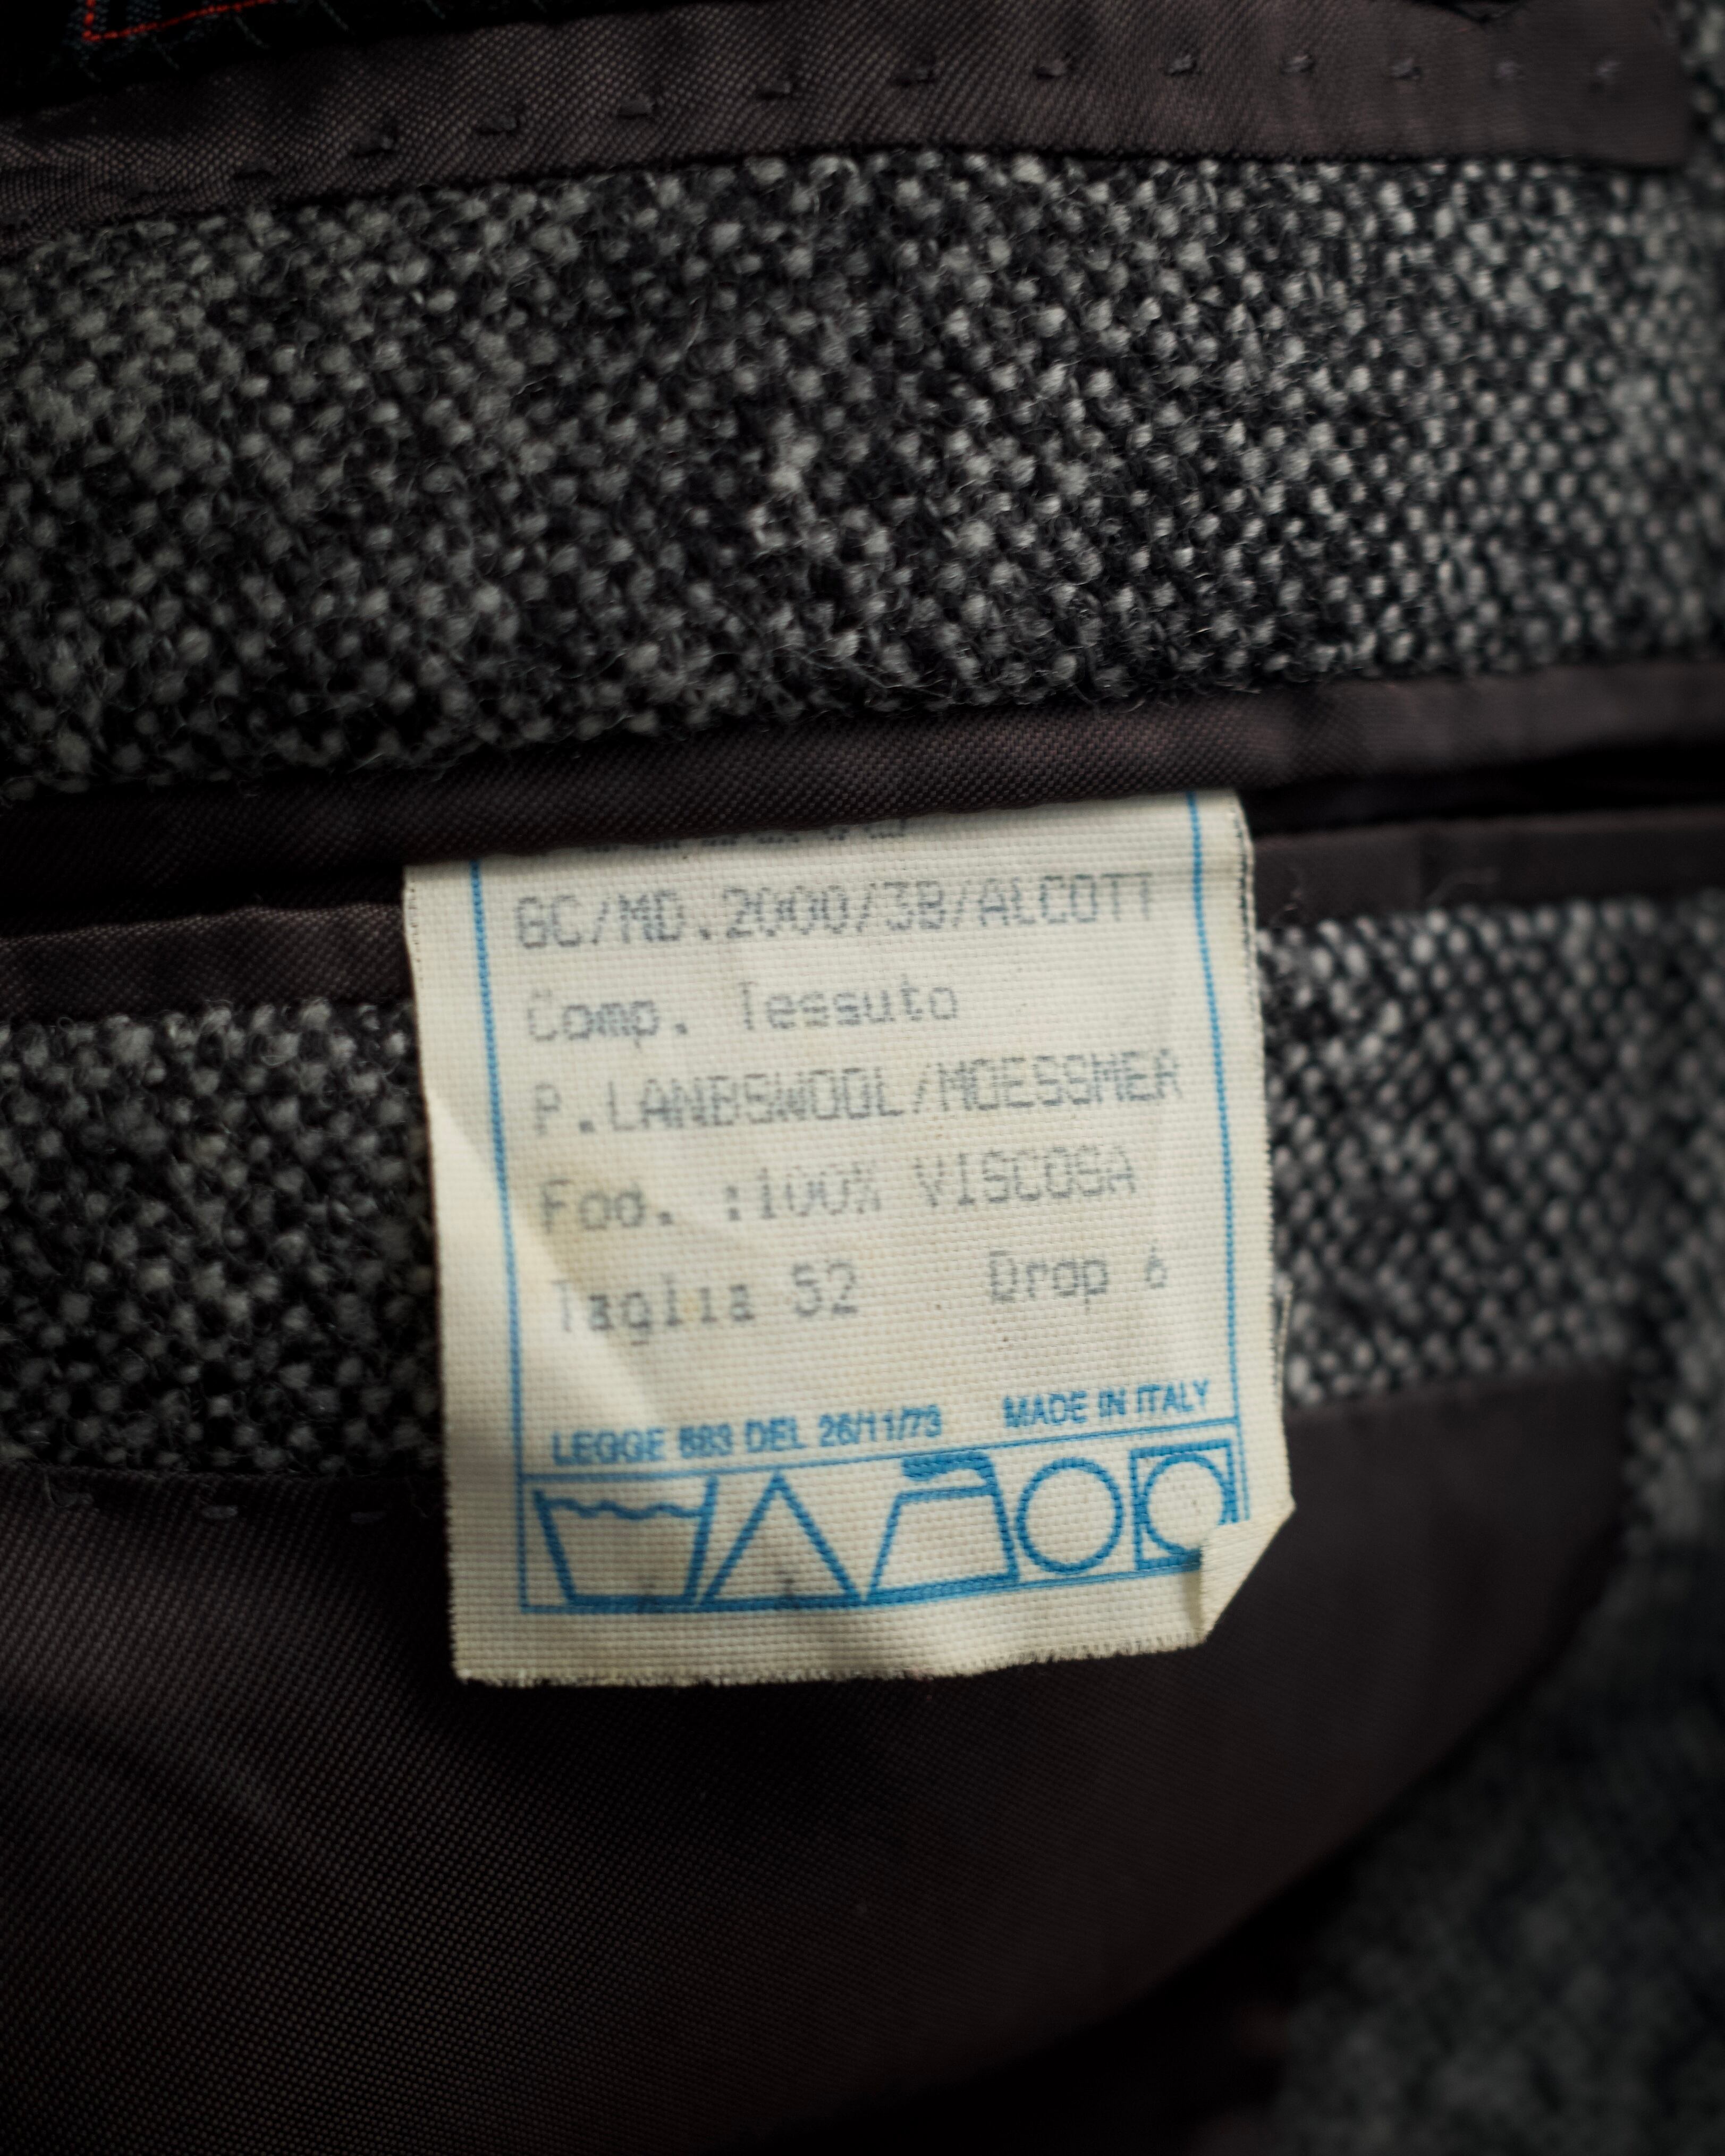 GC/MD.2000/3B/ALCOTT
Comp. Tessuto
P.LANBSWOOL/MOESSMER
Fod. :100% VISCOSA
Taglia 52 Drop 6
LEGGE 883 DEL 26/11/73 MADE IN ITALY